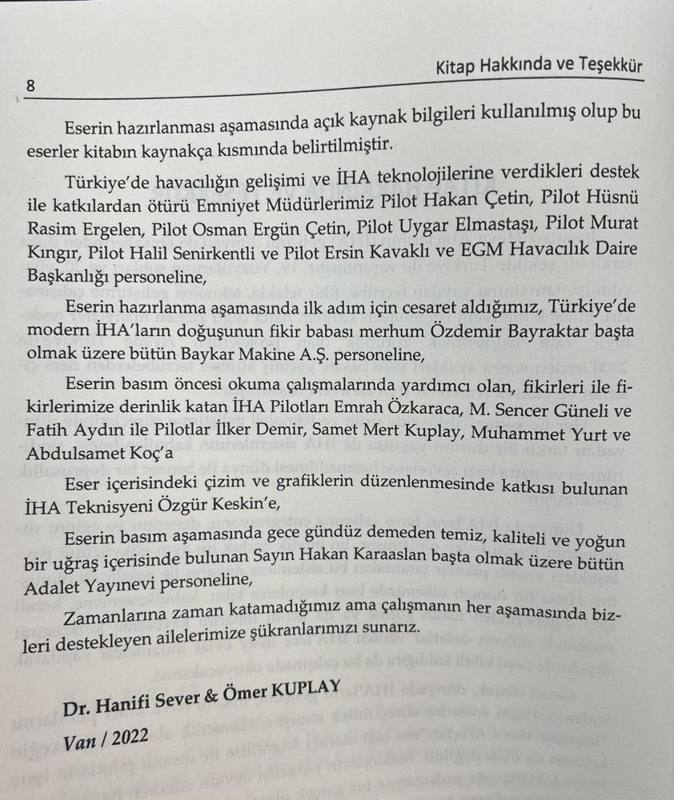 Kitap Hakkında ve Teşekkür
8
Eserin hazırlanması aşamasında açık kaynak bilgileri kullanılmış olup bu
eserler kitabın kaynakça kısmında belirtilmiştir.
Türkiye'de havacılığın gelişimi ve İHA teknolojilerine verdikleri destek
ile katkılardan ötürü Emniyet Müdürlerimiz Pilot Hakan Çetin, Pilot Hüsnü
Rasim Ergelen, Pilot Osman Ergün Çetin, Pilot Uygar Elmastaşı, Pilot Murat
Kıngır, Pilot Halil Senirkentli ve Pilot Ersin Kavaklı ve EGM Havacılık Daire
Başkanlığı personeline,
Eserin hazırlanma aşamasında ilk adım için cesaret aldığımız, Türkiye'de
modern İHA'ların doğuşunun fikir babası merhum Özdemir Bayraktar başta
olmak üzere bütün Baykar Makine A.Ş. personeline,
Eserin basım öncesi okuma çalışmalarında yardımcı olan, fikirleri ile fi-
kirlerimize derinlik katan İHA Pilotları Emrah Özkaraca, M. Sencer Güneli ve
Fatih Aydın ile Pilotlar İlker Demir, Samet Mert Kuplay, Muhammet Yurt ve
Abdulsamet Koç'a
Eser içerisindeki çizim ve grafiklerin düzenlenmesinde katkısı bulunan
İHA Teknisyeni Özgür Keskin'e,
Eserin basım aşamasında gece gündüz demeden temiz, kaliteli ve yoğun
bir uğraş içerisinde bulunan Sayın Hakan Karaaslan başta olmak üzere bütün
Adalet Yayınevi personeline,
Zamanlarına zaman katamadığımız ama çalışmanın her aşamasında biz-
leri destekleyen ailelerimize şükranlarımızı sunarız.
Dr. Hanifi Sever & Ömer KUPLAY
Van / 2022